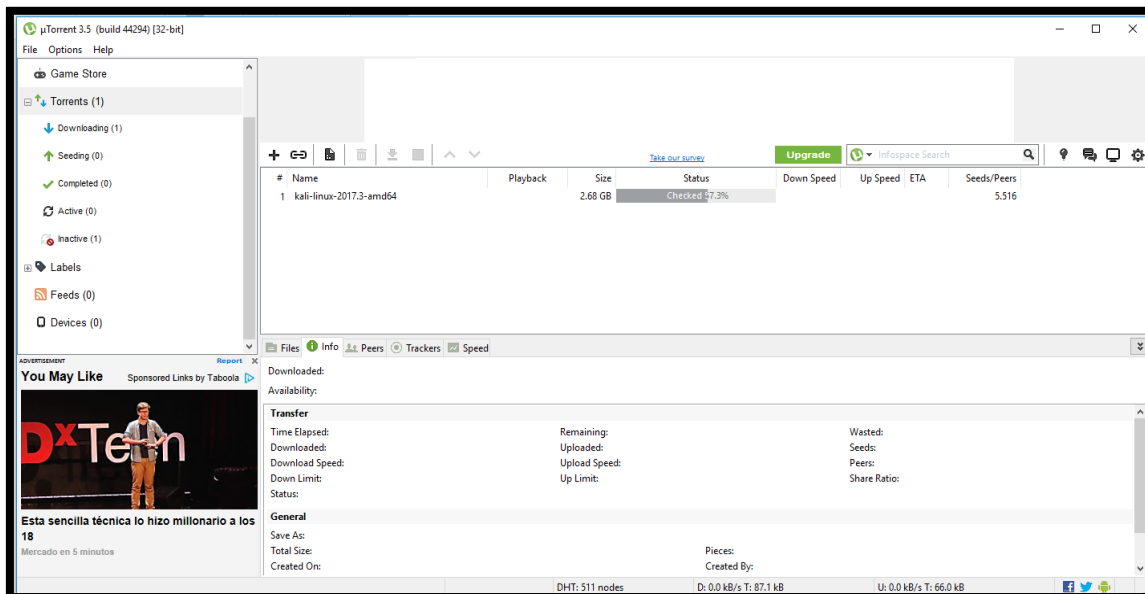 µTorrent 3.5 (build 44294) [32-bit]
File Options Help
Game Store
Torrents (1)
Downloading (1)
Seeding (0)
Completed (0)
Active (0)
Inactive (1)
Labels
Feeds (0)
Devices (0)
ADVERTISEMENT Report X
You May Like Sponsored Links by Taboola
DxTeen
Esta sencilla técnica lo hizo millonario a los
18
Mercado en 5 minutos
Take our survey Upgrade Infospace Search
# Name Playback Size Status Down Speed Up Speed ETA Seeds/Peers
1 kali-linux-2017.3-amd64 2.68 GB Checked 57.3% 5.516
Files Info Peers Trackers Speed
Downloaded:
Availability:
Transfer
Time Elapsed: Remaining: Wasted:
Downloaded: Uploaded: Seeds:
Download Speed: Upload Speed: Peers:
Down Limit: Up Limit: Share Ratio:
Status:
General
Save As:
Total Size: Pieces:
Created On: Created By:
DHT: 511 nodes D: 0.0 kB/s T: 87.1 kB U: 0.0 kB/s T: 66.0 kB